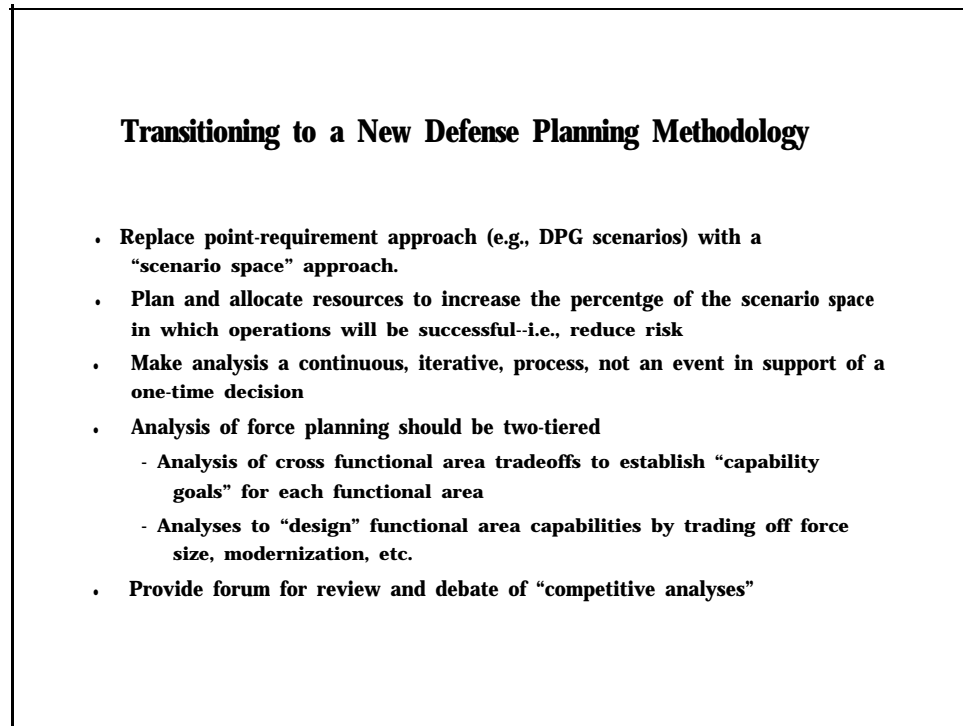 Transitioning to a New Defense Planning Methodology
• Replace point-requirement approach (e.g., DPG scenarios) with a
“scenario space” approach.
• Plan and allocate resources to increase the percentge of the scenario space
in which operations will be successful--i.e., reduce risk
• Make analysis a continuous, iterative, process, not an event in support of a
one-time decision
• Analysis of force planning should be two-tiered
- Analysis of cross functional area tradeoffs to establish “capability
goals” for each functional area
- Analyses to “design” functional area capabilities by trading off force
size, modernization, etc.
• Provide forum for review and debate of “competitive analyses”